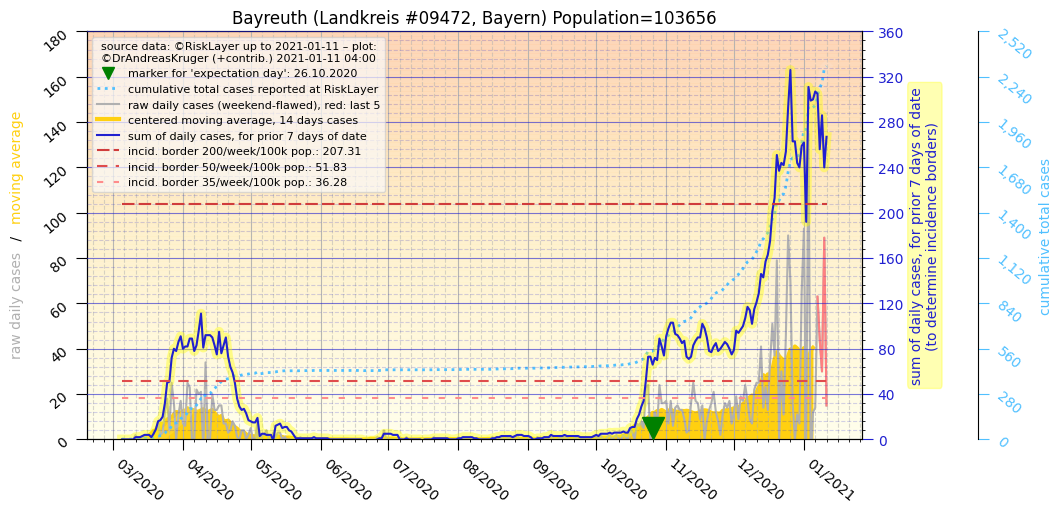 Bayreuth (Landkreis #09472, Bayern) Population=103656
source data: ©RiskLayer up to 2021-01-11 – plot:
©DrAndreasKruger (+contrib.) 2021-01-11 04:00
marker for 'expectation day': 26.10.2020
cumulative total cases reported at RiskLayer
raw daily cases (weekend-flawed), red: last 5
centered moving average, 14 days cases
sum of daily cases, for prior 7 days of date
incid. border 200/week/100k pop.: 207.31
incid. border 50/week/100k pop.: 51.83
incid. border 35/week/100k pop.: 36.28
raw daily cases / moving average
180
160
140
120
100
80
60
40
20
0
03/2020
04/2020
05/2020
06/2020
07/2020
08/2020
09/2020
10/2020
11/2020
12/2020
01/2021
360
320
280
240
200
160
120
80
40
0
sum of daily cases, for prior 7 days of date
(to determine incidence borders)
2,520
2,240
1,960
1,680
1,400
1,120
840
560
280
0
cumulative total cases